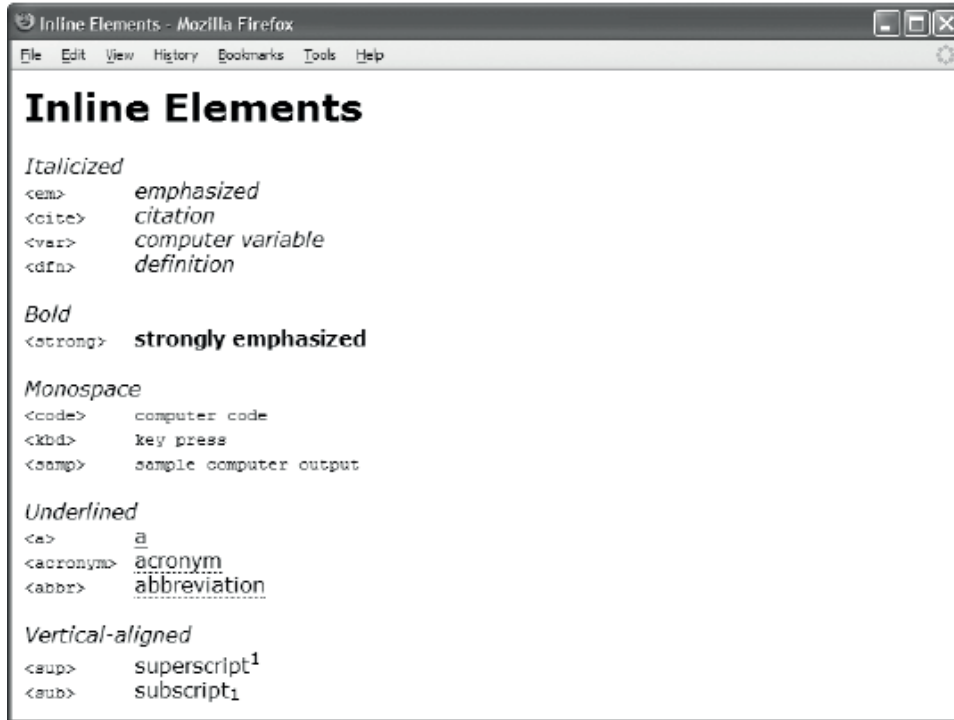 Inline Elements - Mozilla Firefox
File Edit View History Bookmarks Tools Help
Inline Elements
Italicized
<em> emphasized
<cite> citation
<var> computer variable
<dfn> definition
Bold
<strong> strongly emphasized
Monospace
<code> computer code
<kbd> key press
<samp> sample computer output
Underlined
<a> a
<acronym> acronym
<abbr> abbreviation
Vertical-aligned
<sup> superscript¹
<sub> subscript₁